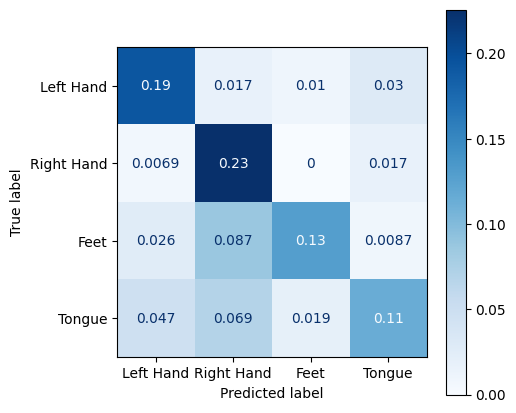 0.20
Left Hand 0.19 0.017 0.01 0.03
0.15
Right Hand 0.0069 0.23 0 0.017
True label
0.10
Feet 0.026 0.087 0.13 0.0087
0.05
Tongue 0.047 0.069 0.019 0.11
Left Hand Right Hand Feet Tongue
Predicted label
0.00